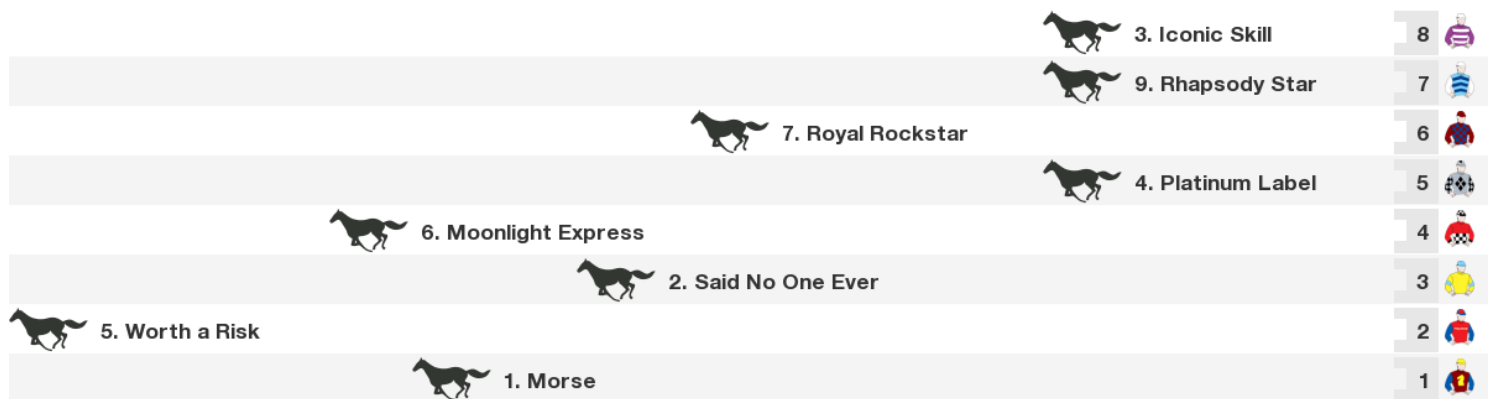 3. Iconic Skill 8
9. Rhapsody Star 7
7. Royal Rockstar 6
4. Platinum Label 5
6. Moonlight Express 4
2. Said No One Ever 3
5. Worth a Risk 2
1. Morse 1